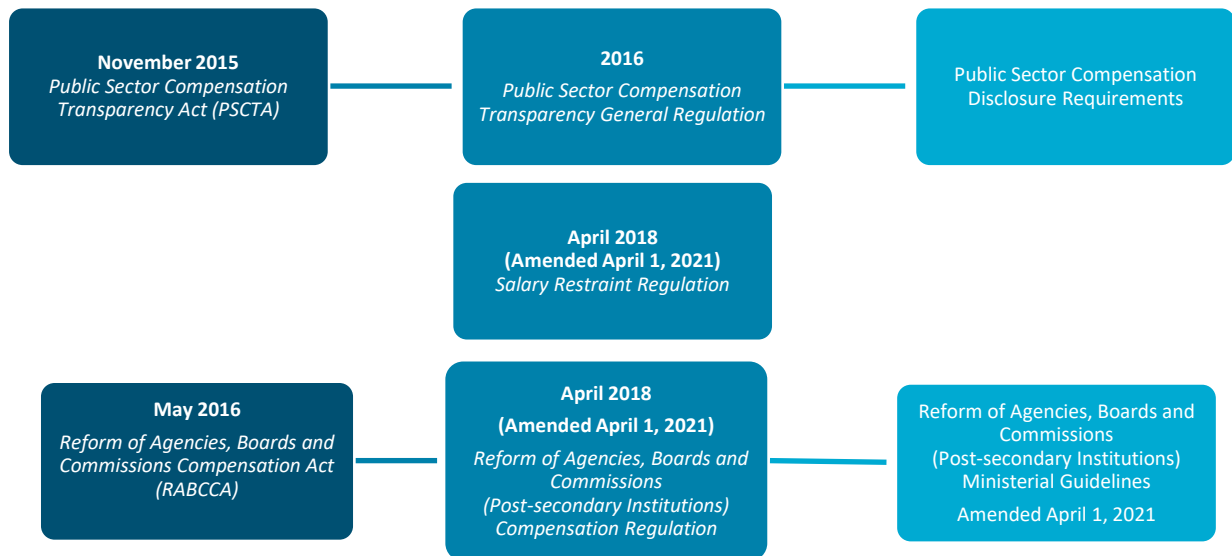 November 2015
Public Sector Compensation
Transparency Act (PSCTA)
2016
Public Sector Compensation
Transparency General Regulation
Public Sector Compensation
Disclosure Requirements
April 2018
(Amended April 1, 2021)
Salary Restraint Regulation
May 2016
Reform of Agencies, Boards and
Commissions Compensation Act
(RABCCA)
April 2018
(Amended April 1, 2021)
Reform of Agencies, Boards and
Commissions
(Post-secondary Institutions)
Compensation Regulation
Reform of Agencies, Boards and
Commissions
(Post-secondary Institutions)
Ministerial Guidelines
Amended April 1, 2021